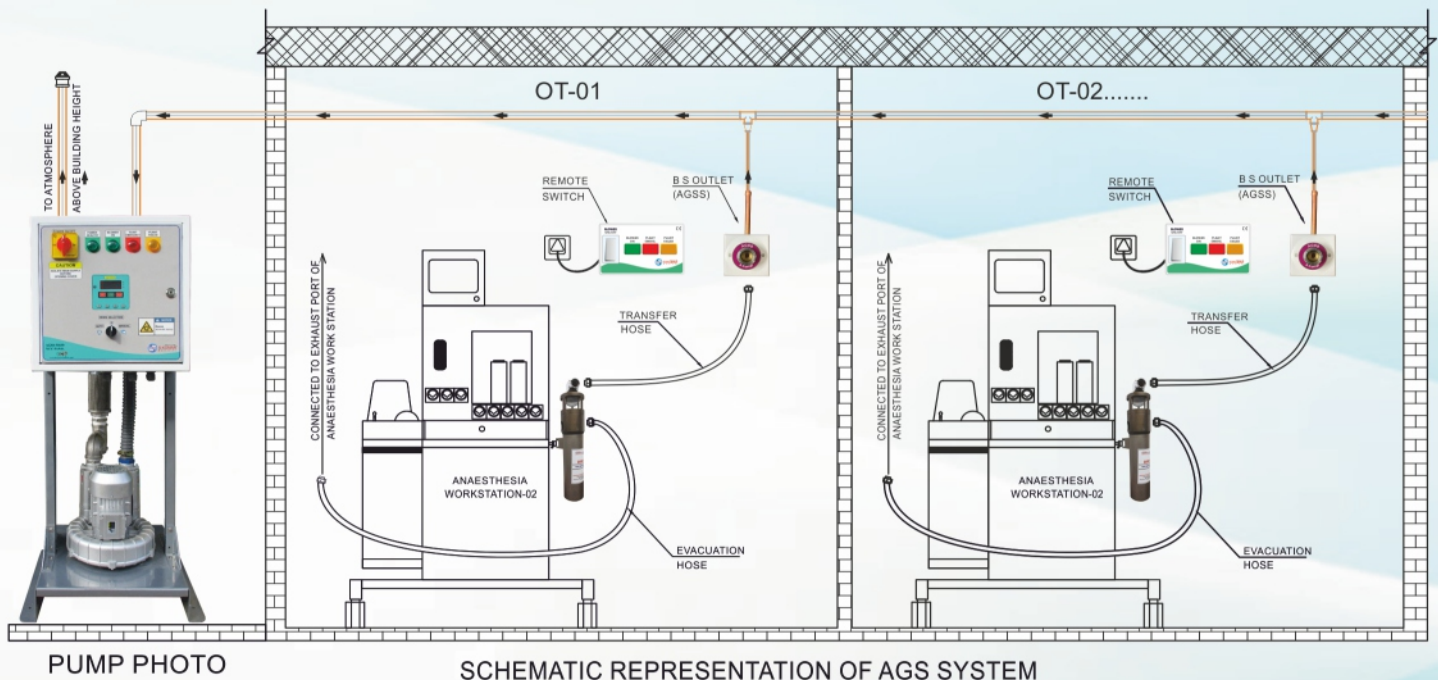 OT-01
OT-02.......
TO ATMOSPHERE
ABOVE BUILDING HEIGHT
REMOTE
SWITCH
B S OUTLET
(AGSS)
REMOTE
SWITCH
B S OUTLET
(AGSS)
CAUTION
CONNECTED TO EXHAUST PORT OF
ANAESTHESIA WORK STATION
TRANSFER
HOSE
CONNECTED TO EXHAUST PORT OF
ANAESTHESIA WORK STATION
TRANSFER
HOSE
ANAESTHESIA
WORKSTATION-02
ANAESTHESIA
WORKSTATION-02
EVACUATION
HOSE
EVACUATION
HOSE
PUMP PHOTO
SCHEMATIC REPRESENTATION OF AGS SYSTEM